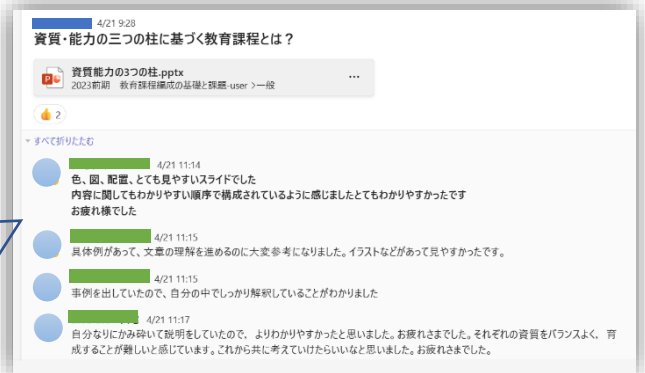 4/21 9:28
資質・能力の三つの柱に基づく教育課程とは？
資質能力の3つの柱.pptx
2023前期　教育課程編成の基礎と課題-user >一般
...
2
すべて折りたたむ
4/21 11:14
色、図、配置、とても見やすいスライドでした
内容に関してもわかりやすい順序で構成されているように感じましたとてもわかりやすかったです
お疲れ様でした
4/21 11:15
具体例があって、文章の理解を進めるのに大変参考になりました。イラストなどがあって見やすかったです。
4/21 11:15
事例を出していたので、自分の中でしっかり解釈していることがわかりました
4/21 11:17
自分なりにかみ砕いて説明をしていたので、よりわかりやすかったと思いました。お疲れさまでした。それぞれの資質をバランスよく、育
成することが難しいと感じています。これから共に考えていけたらいいなと思いました。お疲れさまでした。